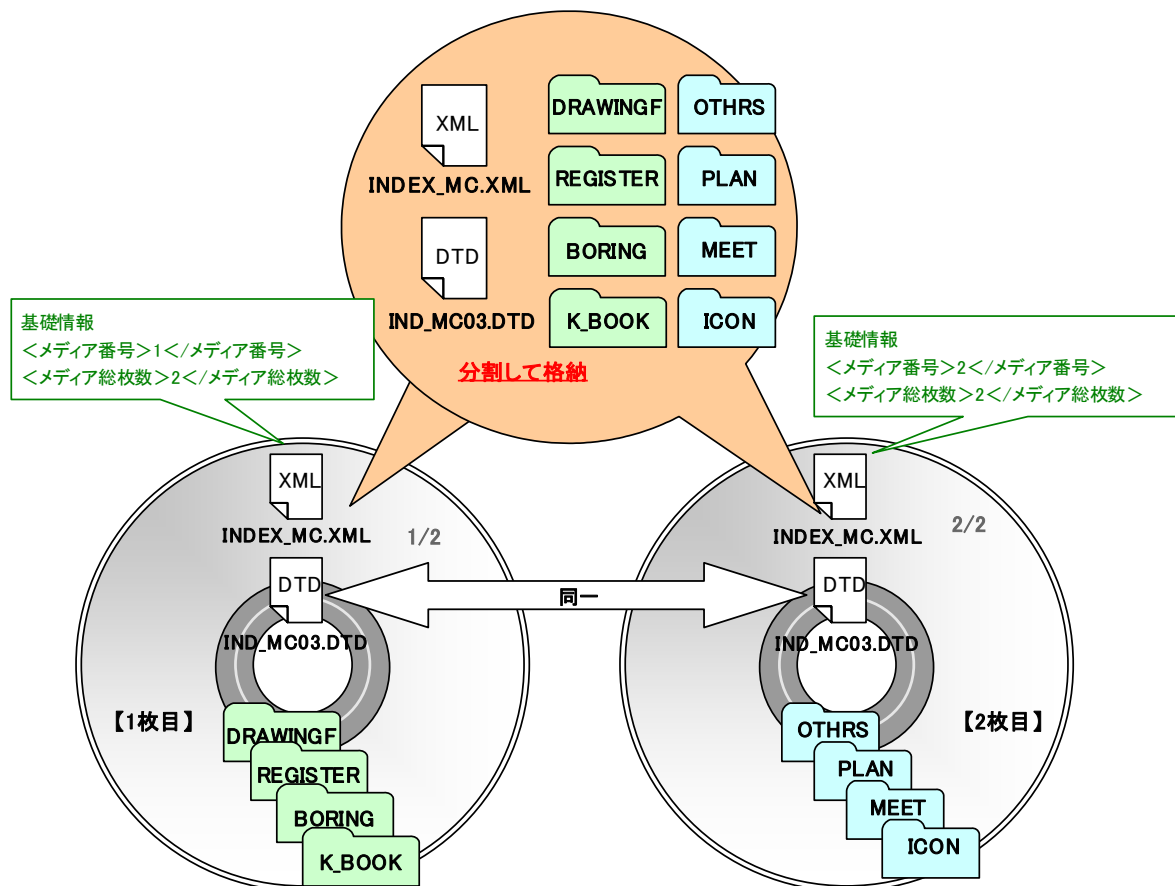 XML
INDEX_MC.XML
DTD
IND_MC03.DTD
DRAWINGF
OTHRS
REGISTER
PLAN
BORING
MEET
K_BOOK
ICON
分割して格納
基礎情報
<メディア番号>1</メディア番号>
<メディア総枚数>2</メディア総枚数>
基礎情報
<メディア番号>2</メディア番号>
<メディア総枚数>2</メディア総枚数>
XML
INDEX_MC.XML
1/2
DTD
IND_MC03.DTD
【1枚目】
DRAWINGF
REGISTER
BORING
K_BOOK
同一
XML
INDEX_MC.XML
2/2
DTD
IND_MC03.DTD
【2枚目】
OTHRS
PLAN
MEET
ICON